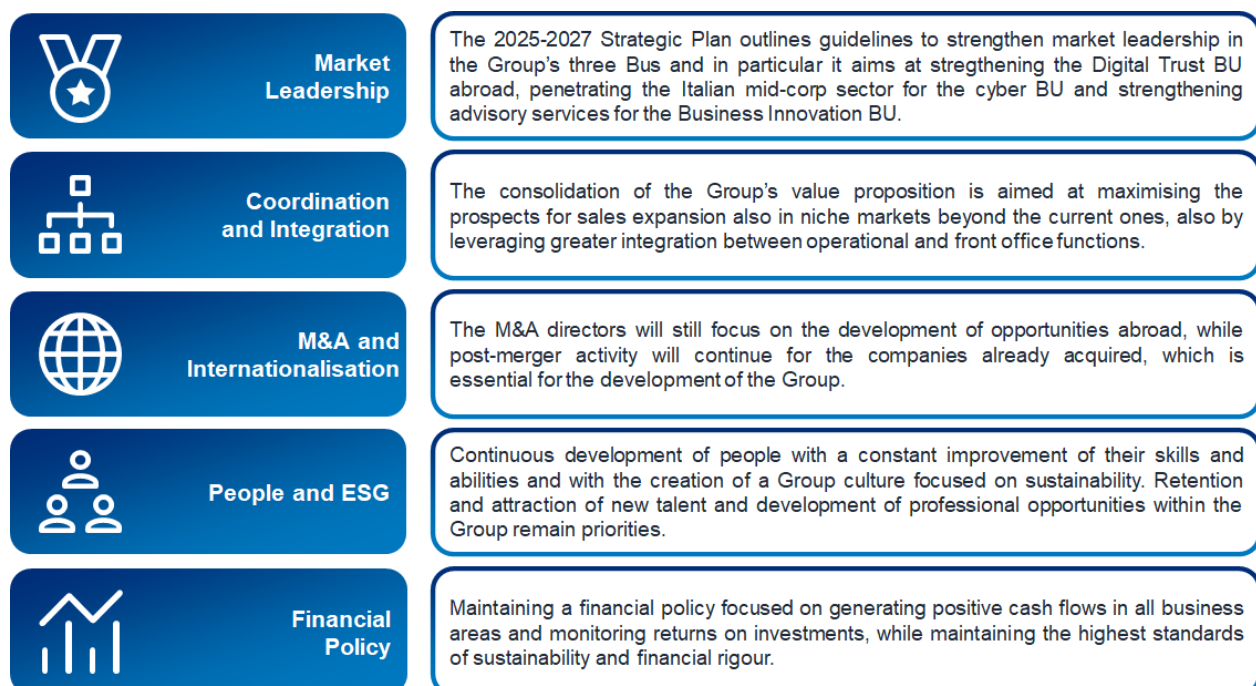 Market
Leadership
The 2025-2027 Strategic Plan outlines guidelines to strengthen market leadership in
the Group's three Bus and in particular it aims at stregthening the Digital Trust BU
abroad, penetrating the Italian mid-corp sector for the cyber BU and strengthening
advisory services for the Business Innovation BU.
Coordination
and Integration
The consolidation of the Group's value proposition is aimed at maximising the
prospects for sales expansion also in niche markets beyond the current ones, also by
leveraging greater integration between operational and front office functions.
M&A and
Internationalisation
The M&A directors will still focus on the development of opportunities abroad, while
post-merger activity will continue for the companies already acquired, which is
essential for the development of the Group.
People and ESG
Continuous development of people with a constant improvement of their skills and
abilities and with the creation of a Group culture focused on sustainability. Retention
and attraction of new talent and development of professional opportunities within the
Group remain priorities.
Financial
Policy
Maintaining a financial policy focused on generating positive cash flows in all business
areas and monitoring returns on investments, while maintaining the highest standards
of sustainability and financial rigour.